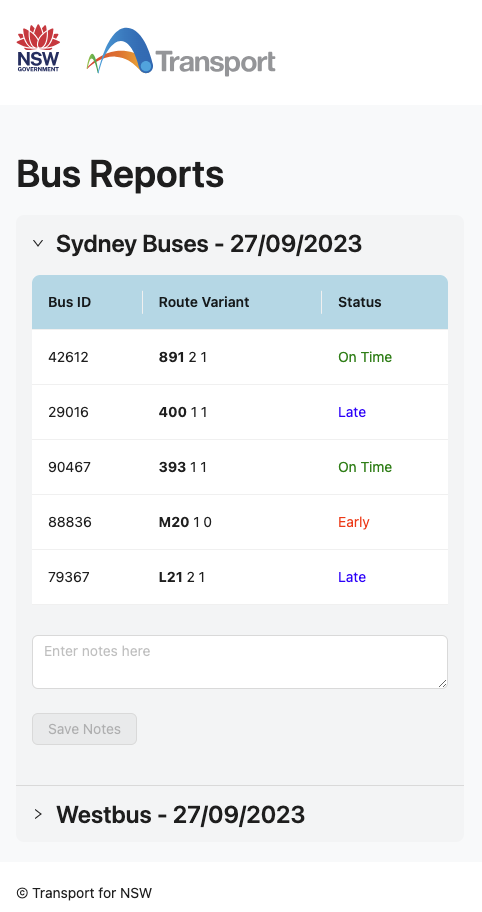 NSW
GOVERNMENT
Transport
Bus Reports
Sydney Buses - 27/09/2023
Bus ID Route Variant Status
42612 891 2 1 On Time
29016 400 1 1 Late
90467 393 1 1 On Time
88836 M20 1 0 Early
79367 L21 2 1 Late
Enter notes here
Save Notes
Westbus - 27/09/2023
© Transport for NSW